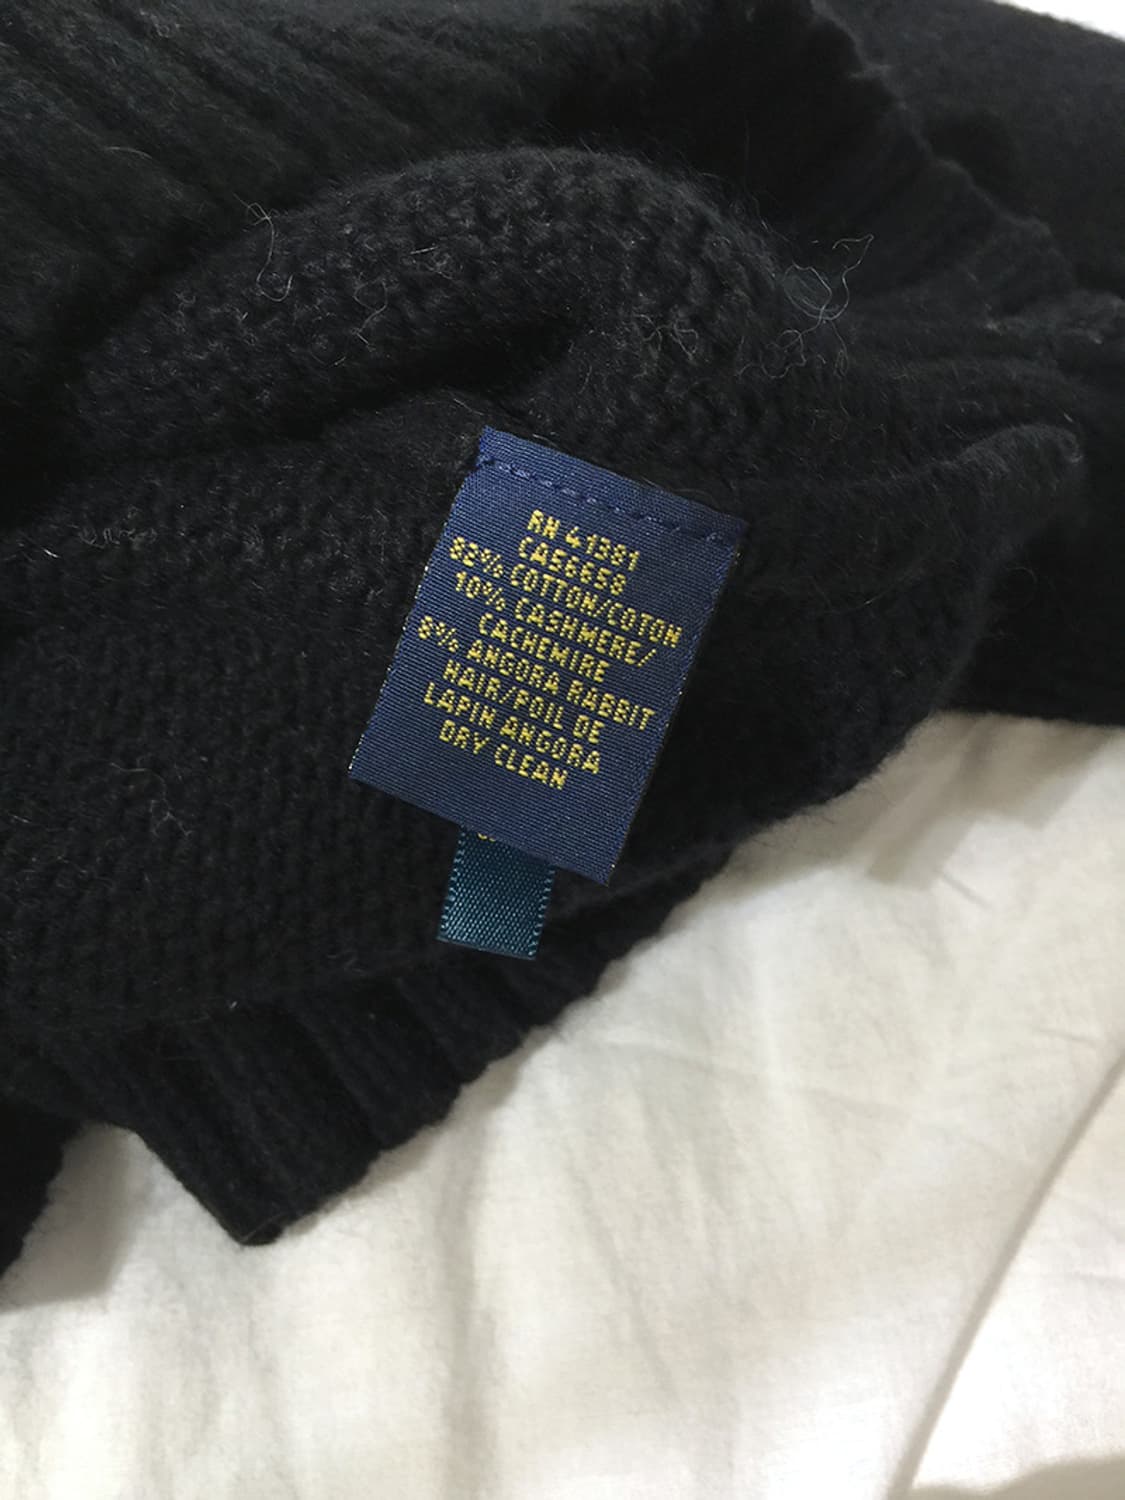 RN 41381
CA56658
82% COTTON/COTON
10% CASHMERE/
CACHEMIRE
8% ANGORA RABBIT
HAIR/POIL DE
LAPIN ANGORA
DRY CLEAN